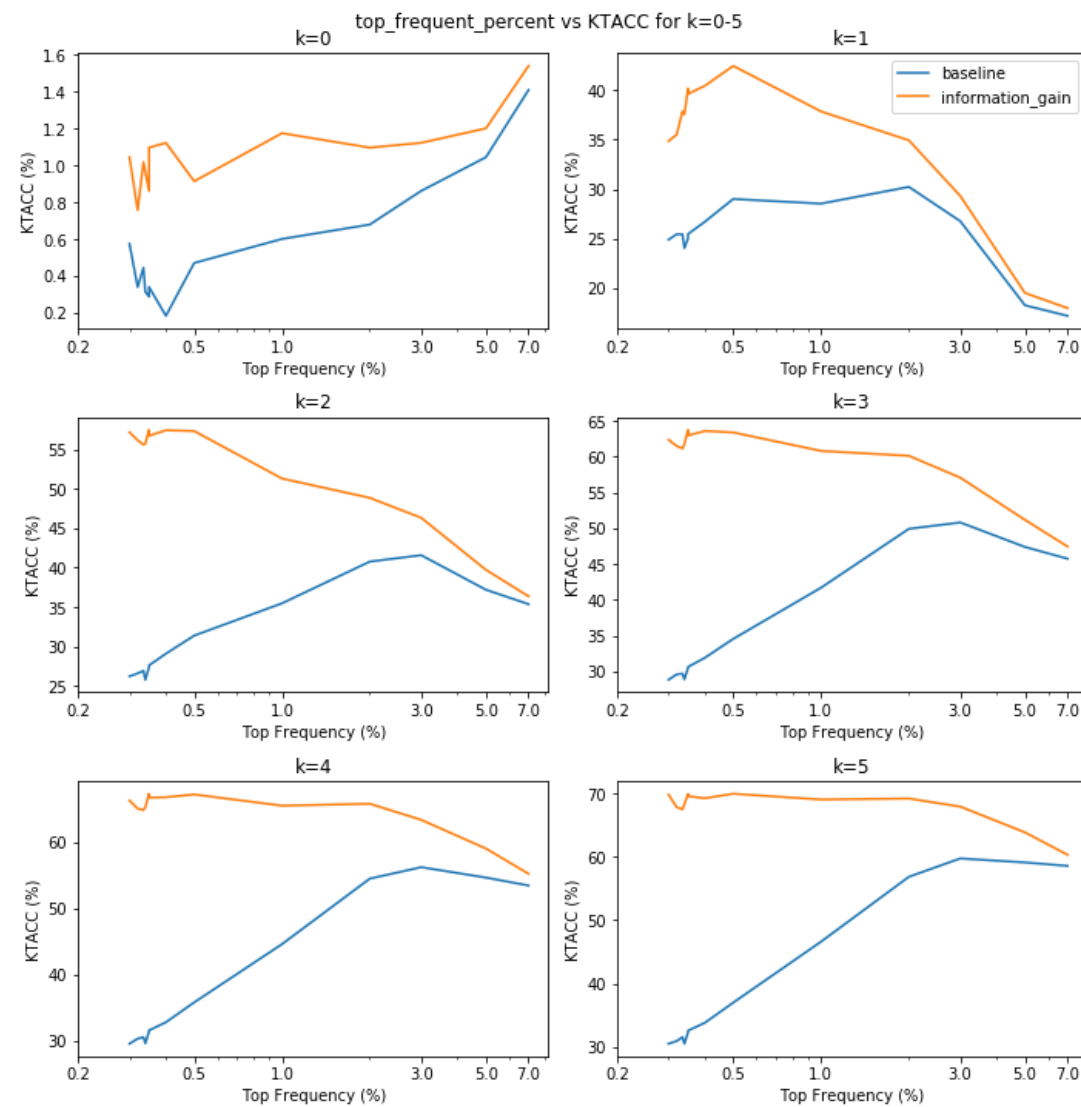 top_frequent_percent vs KTACC for k=0-5
k=0
1.6
1.4
1.2
1.0
0.8
0.6
0.4
0.2
KTACC (%)
0.2 0.5 1.0 3.0 5.0 7.0
Top Frequency (%)
k=1
baseline
information_gain
40
35
30
25
20
KTACC (%)
0.2 0.5 1.0 3.0 5.0 7.0
Top Frequency (%)
k=2
55
50
45
40
35
30
25
KTACC (%)
0.2 0.5 1.0 3.0 5.0 7.0
Top Frequency (%)
k=3
65
60
55
50
45
40
35
30
KTACC (%)
0.2 0.5 1.0 3.0 5.0 7.0
Top Frequency (%)
k=4
60
50
40
30
KTACC (%)
0.2 0.5 1.0 3.0 5.0 7.0
Top Frequency (%)
k=5
70
60
50
40
30
KTACC (%)
0.2 0.5 1.0 3.0 5.0 7.0
Top Frequency (%)